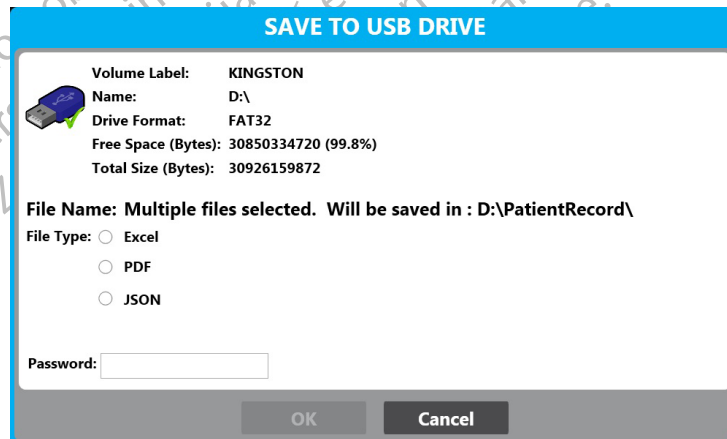 SAVE TO USB DRIVE
Volume Label: KINGSTON
Name: D:\
Drive Format: FAT32
Free Space (Bytes): 30850334720 (99.8%)
Total Size (Bytes): 30926159872
File Name: Multiple files selected. Will be saved in : D:\PatientRecord\
File Type: Excel
PDF
JSON
Password:
OK Cancel